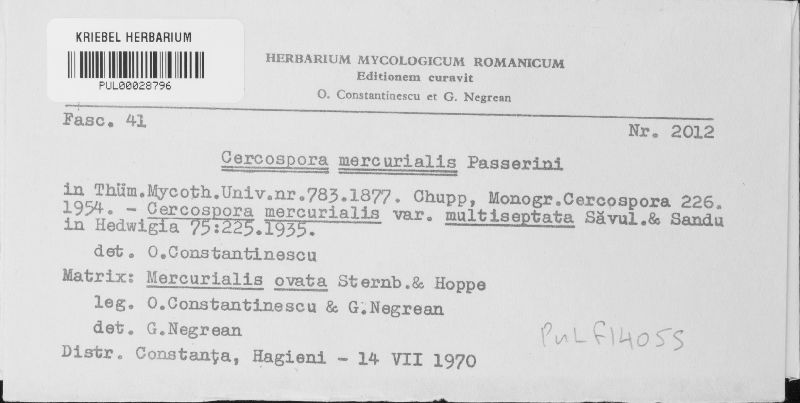 KRIEBEL HERBARIUM
PUL00028796
HERBARIUM MYCOLOGICUM ROMANICUM
Editionem curavit
O. Constantinescu et G. Negrean
Fasc. 41
Nr. 2012
Cercospora mercurialis Passerini
in Thüm.Mycoth.Univ.nr.783.1877. Chupp, Monogr.Cercospora 226.
1954. - Cercospora mercurialis var. multiseptata Săvul.& Sandu
in Hedwigia 75:225.1935.
det. O.Constantinescu
Matrix: Mercurialis ovata Sternb.& Hoppe
leg. O.Constantinescu & G.Negrean
det. G.Negrean
PuLF14055
Distr. Constanţa, Hagieni - 14 VII 1970